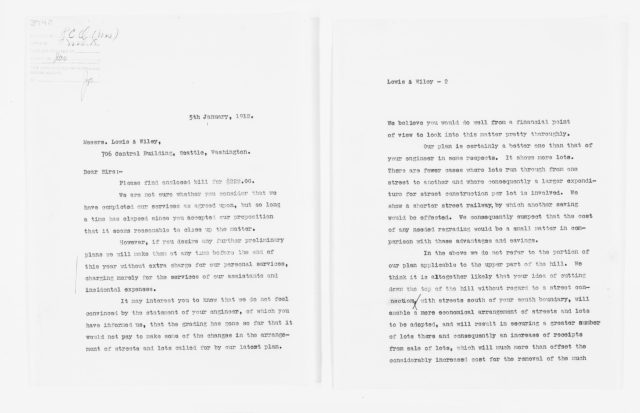 5th January, 1912.
Messrs. Lewis & Wiley,
706 Central Building, Seattle, Washington.
Dear Sirs:-
Please find enclosed bill for $222.00.
We are not sure whether you consider that we
have completed our services as agreed upon, but so long
a time has elapsed since you accepted our proposition
that it seems reasonable to close up the matter.
However, if you desire any further preliminary
plans we will make them at any time before the end of
this year without extra charge for our personal services,
charging merely for the services of our assistants and
incidental expenses.
It may interest you to know that we do not feel
convinced by the statement of your engineer, of which you
have informed us, that the grading has gone so far that it
would not pay to make some of the changes in the arrange-
ment of streets and lots called for by our latest plan.
Lewis & Wiley - 2
We believe you would do well from a financial point
of view to look into this matter pretty thoroughly.
Our plan is certainly a better one than that of
your engineer in some respects. It shows more lots.
There are fewer cases where lots run through from one
street to another and where consequently a larger expendi-
ture for street construction per lot is involved. We
show a shorter street railway, by which another saving
would be effected. We consequently suspect that the cost
of any needed regrading would be a small matter in com-
parison with these advantages and savings.
In the above we do not refer to the portion of
our plan applicable to the upper part of the hill. We
think it is altogether likely that your idea of cutting
down the top of the hill without regard to a street con-
nection, with streets south of your south boundary, will
enable a more economical arrangement of streets and lots
to be adopted, and will result in securing a greater number
of lots there and consequently an increase of receipts
from sale of lots, which will much more than offset the
considerably increased cost for the removal of the much